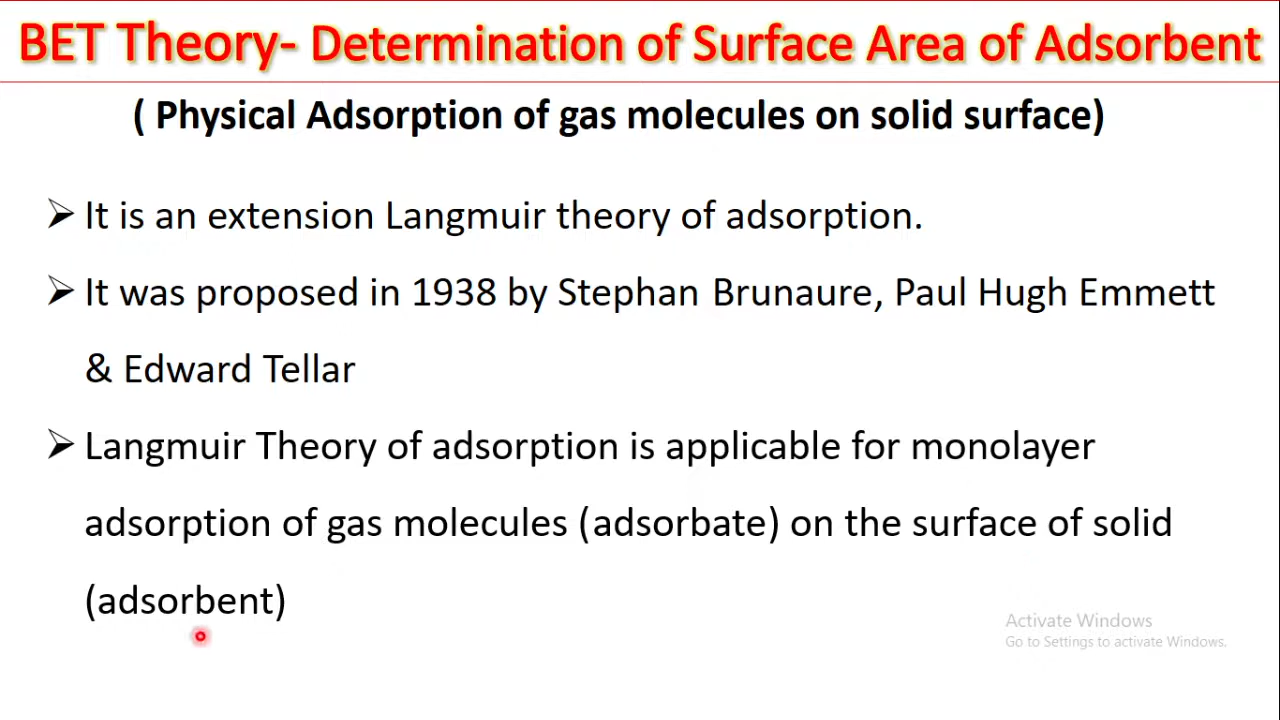 BET Theory- Determination of Surface Area of Adsorbent
( Physical Adsorption of gas molecules on solid surface)
➢ It is an extension Langmuir theory of adsorption.
➢ It was proposed in 1938 by Stephan Brunaure, Paul Hugh Emmett
& Edward Tellar
➢ Langmuir Theory of adsorption is applicable for monolayer
adsorption of gas molecules (adsorbate) on the surface of solid
(adsorbent)
Activate Windows
Go to Settings to activate Windows.